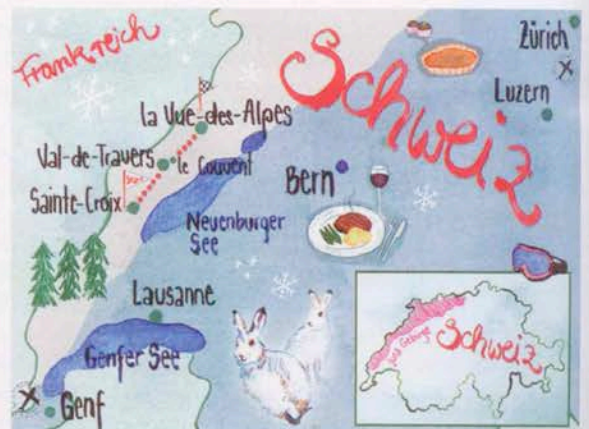 Frankreich
Schweiz
Zürich
Luzern
la Vue-des-Alpes
Val-de-Travers
le Couvent
Sainte-Croix
Bern
Neuenburger
See
Lausanne
Genfer See
Genf
Schweiz